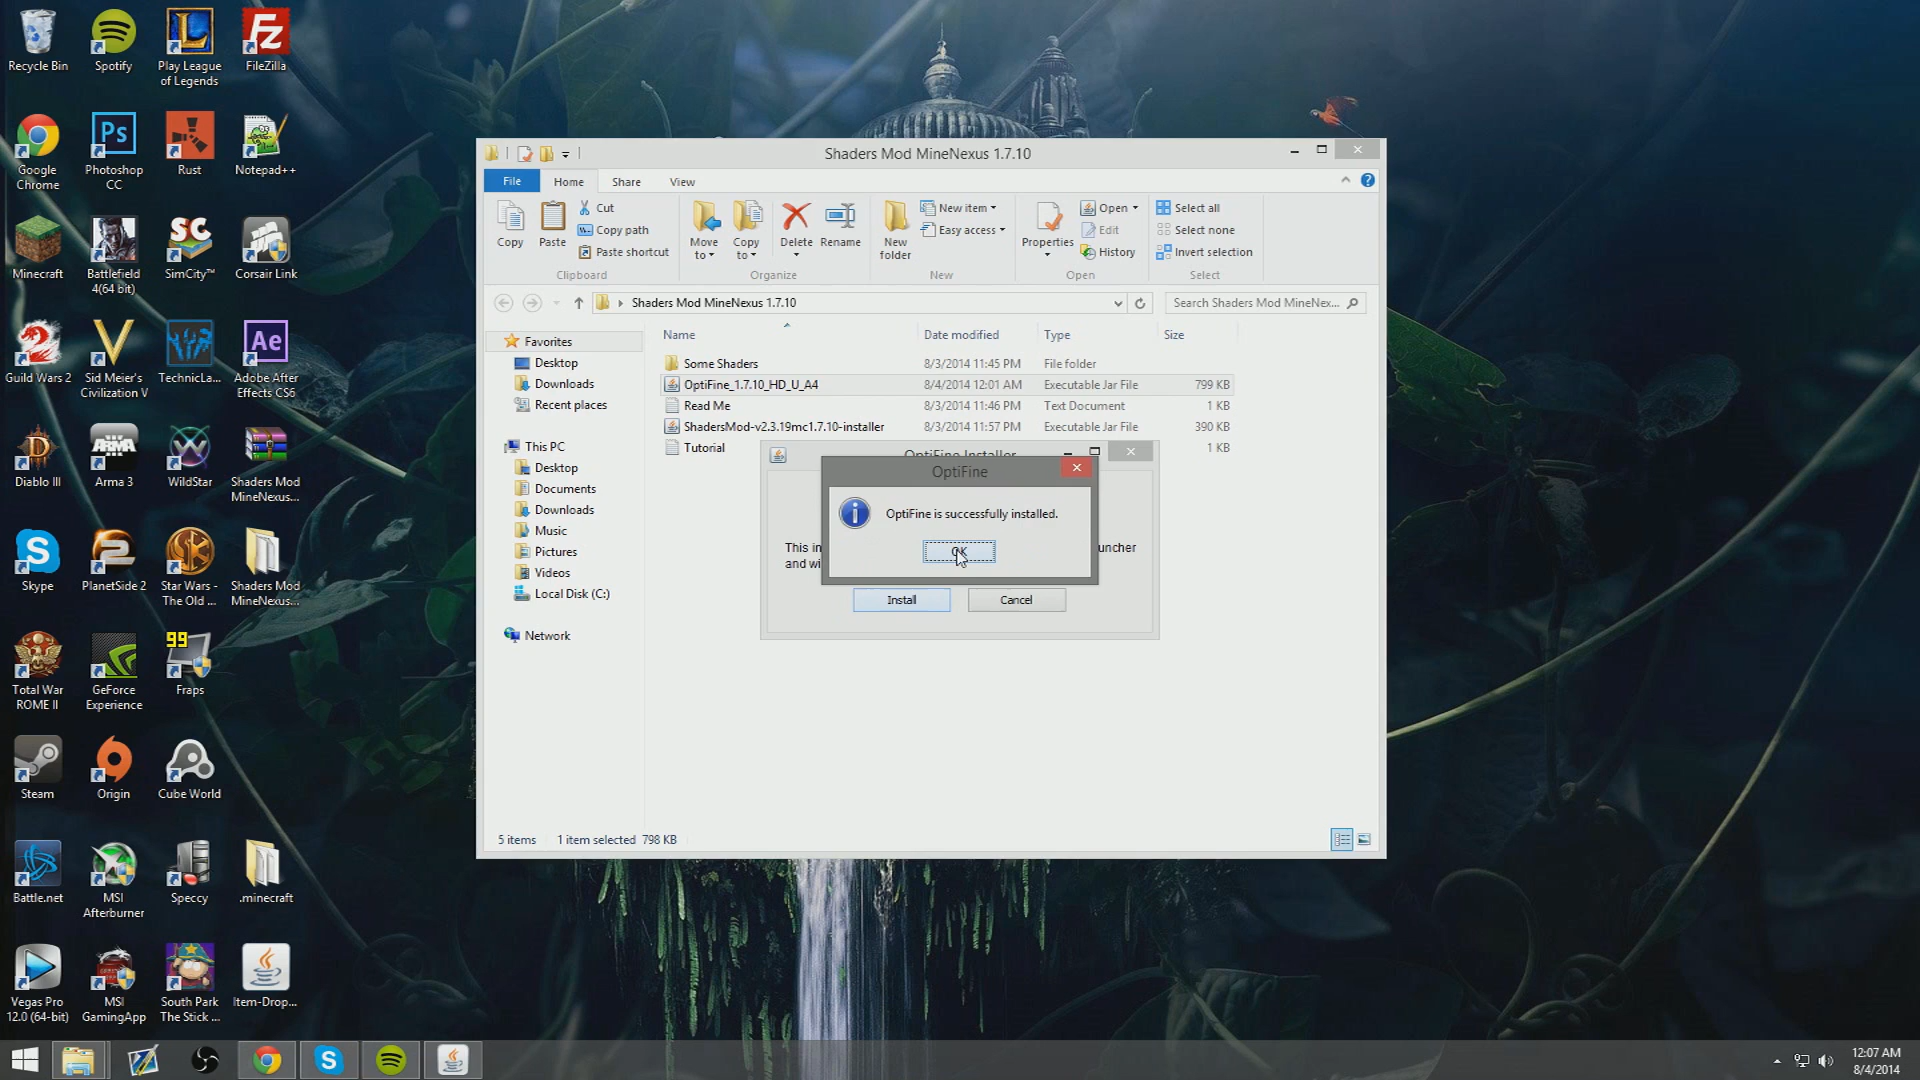 Recycle Bin
Spotify
Play League
of Legends
FileZilla
Google
Chrome
Photoshop
CC
Rust
Notepad++
Minecraft
Battlefield
4(64 bit)
SimCity™
Corsair Link
Guild Wars 2
Sid Meier's
Civilization V
TechnicLa...
Adobe After
Effects CS6
Diablo III
Arma 3
WildStar
Shaders Mod
MineNexus...
Skype
PlanetSide 2
Star Wars -
The Old ...
Shaders Mod
MineNexus...
99
Total War
ROME II
GeForce
Experience
Fraps
Steam
Origin
Cube World
Battle.net
MSI
Afterburner
Speccy
.minecraft
Vegas Pro
12.0 (64-bit)
MSI
GamingApp
South Park
The Stick ...
Item-Drop...
Shaders Mod MineNexus 1.7.10
File Home Share View
Copy
Paste
Cut
Copy path
Paste shortcut
Clipboard
Move
to
Copy
to
Delete
Rename
Organize
New
folder
New item
Easy access
New
Properties
Open
Edit
History
Open
Select all
Select none
Invert selection
Select
Shaders Mod MineNexus 1.7.10
Search Shaders Mod MineNex...
Favorites
Desktop
Downloads
Recent places
This PC
Desktop
Documents
Downloads
Music
Pictures
Videos
Local Disk (C:)
Network
Name Date modified Type Size
Some Shaders 8/3/2014 11:45 PM File folder
OptiFine_1.7.10_HD_U_A4 8/4/2014 12:01 AM Executable Jar File 799 KB
Read Me 8/3/2014 11:46 PM Text Document 1 KB
ShadersMod-v2.3.19mc1.7.10-installer 8/3/2014 11:57 PM Executable Jar File 390 KB
Tutorial 1 KB
OptiFine Installer
OptiFine
OptiFine is successfully installed.
OK
This in
uncher
and wi
Install
Cancel
5 items 1 item selected 798 KB
12:07 AM
8/4/2014